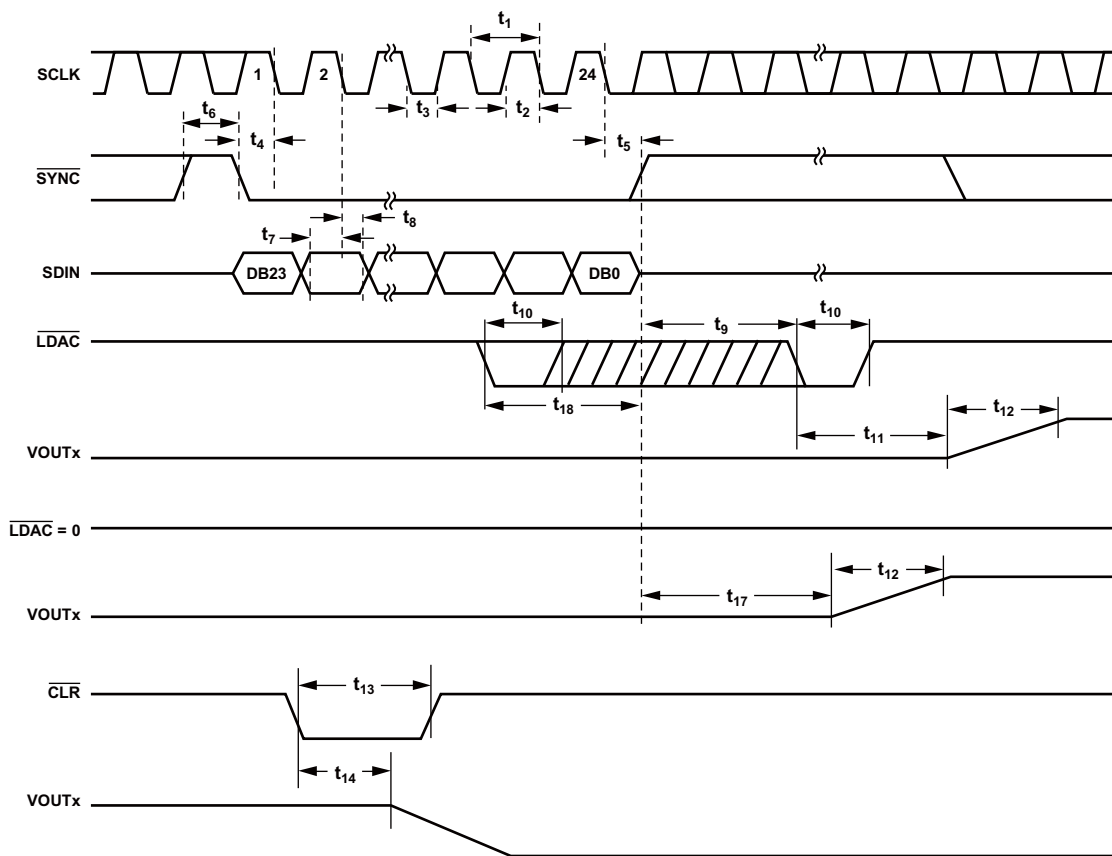 t1
SCLK
1
2
24
t3
t2
t6
t4
t5
SYNC
t8
t7
SDIN
DB23
DB0
t10
t9
t10
LDAC
t18
t11
t12
VOUTx
LDAC = 0
t12
t17
VOUTx
CLR
t13
t14
VOUTx